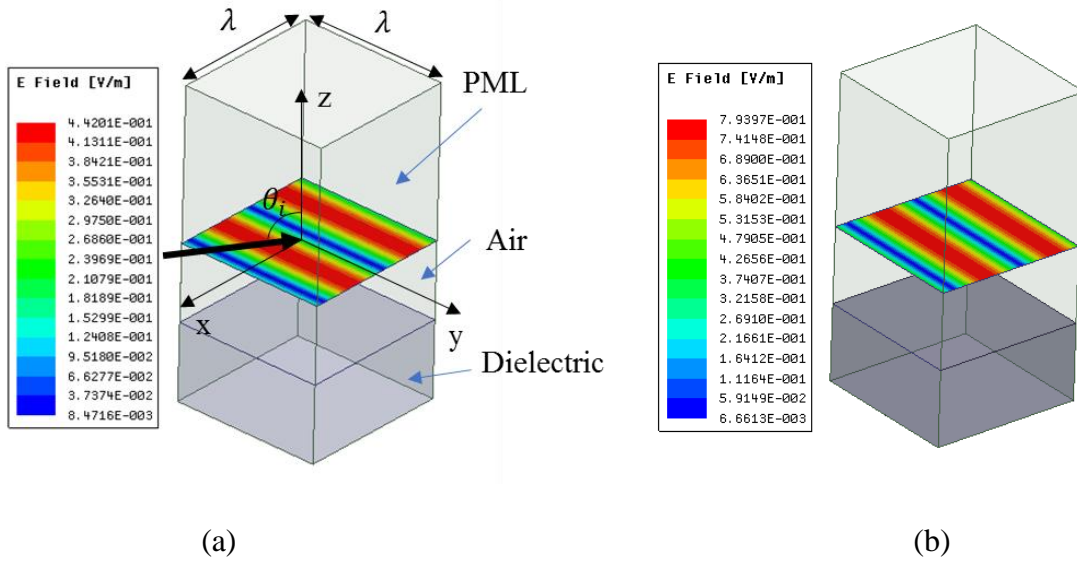 λ
λ
E Field [V/m]
4.4201E-001
4.1311E-001
3.8421E-001
3.5531E-001
3.2640E-001
2.9750E-001
2.6860E-001
2.3969E-001
2.1079E-001
1.8189E-001
1.5299E-001
1.2408E-001
9.5180E-002
6.6277E-002
3.7374E-002
8.4716E-003
PML
z
θi
Air
x
y
Dielectric
E Field [V/m]
7.9397E-001
7.4148E-001
6.8900E-001
6.3651E-001
5.8402E-001
5.3153E-001
4.7905E-001
4.2656E-001
3.7407E-001
3.2158E-001
2.6910E-001
2.1661E-001
1.6412E-001
1.1164E-001
5.9149E-002
6.6613E-003
(a)
(b)